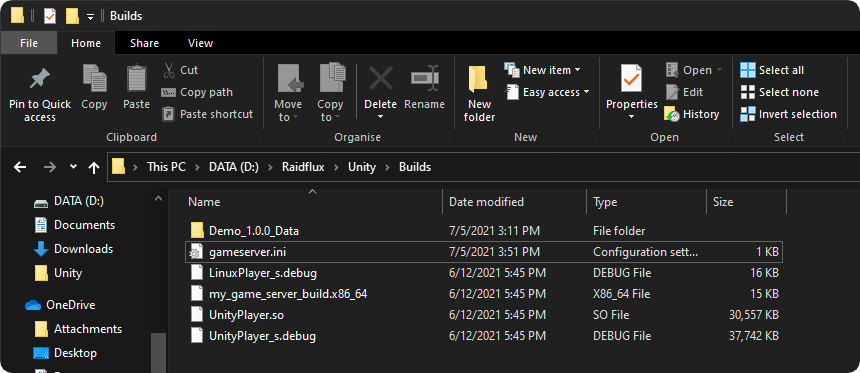 Builds
File Home Share View
Pin to Quick access
Copy
Paste
Cut
Copy path
Paste shortcut
Clipboard
Move to
Copy to
Delete
Rename
Organise
New folder
New item
Easy access
New
Properties
Open
Edit
History
Open
Select all
Select none
Invert selection
Select
This PC > DATA (D:) > Raidflux > Unity > Builds
DATA (D:)
Documents
Downloads
Unity
OneDrive
Attachments
Desktop
Name Date modified Type Size
Demo_1.0.0_Data 7/5/2021 3:11 PM File folder
gameserver.ini 7/5/2021 3:51 PM Configuration sett... 1 KB
LinuxPlayer_s.debug 6/12/2021 5:45 PM DEBUG File 16 KB
my_game_server_build.x86_64 6/12/2021 5:45 PM X86_64 File 15 KB
UnityPlayer.so 6/12/2021 5:45 PM SO File 30,557 KB
UnityPlayer_s.debug 6/12/2021 5:45 PM DEBUG File 37,742 KB